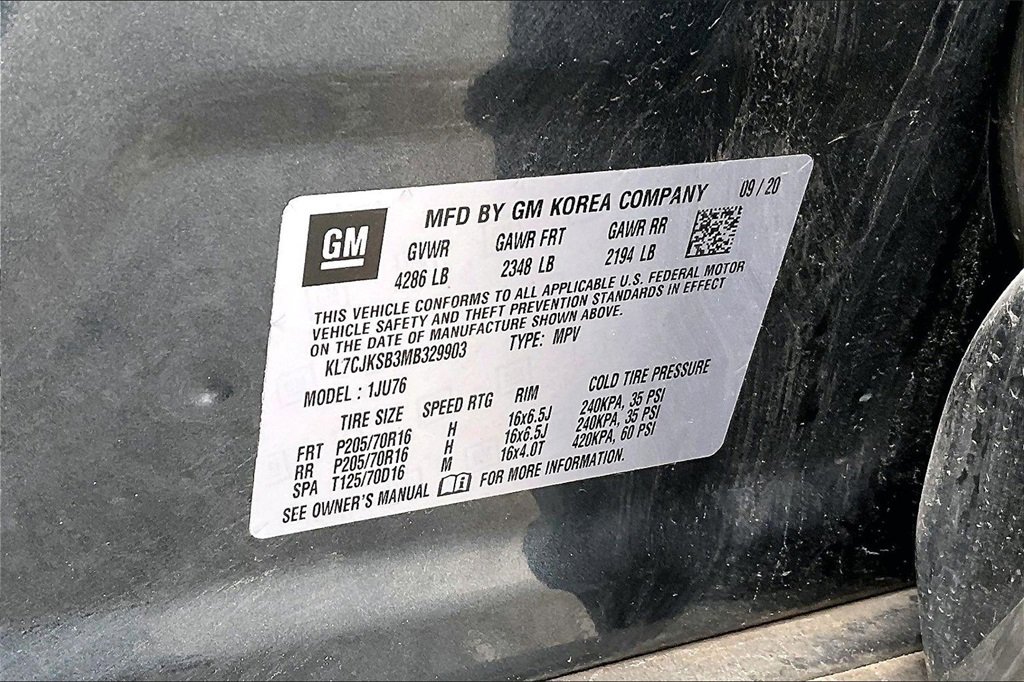 GM
MFD BY GM KOREA COMPANY 09 / 20
GVWR GAWR FRT GAWR RR
4286 LB 2348 LB 2194 LB
THIS VEHICLE CONFORMS TO ALL APPLICABLE U.S. FEDERAL MOTOR
VEHICLE SAFETY AND THEFT PREVENTION STANDARDS IN EFFECT
ON THE DATE OF MANUFACTURE SHOWN ABOVE.
KL7CJKSB3MB329903 TYPE: MPV
MODEL : 1JU76
TIRE SIZE SPEED RTG RIM COLD TIRE PRESSURE
FRT P205/70R16 H 16x6.5J 240KPA, 35 PSI
RR P205/70R16 H 16x6.5J 240KPA, 35 PSI
SPA T125/70D16 M 16x4.0T 420KPA, 60 PSI
SEE OWNER'S MANUAL FOR MORE INFORMATION.